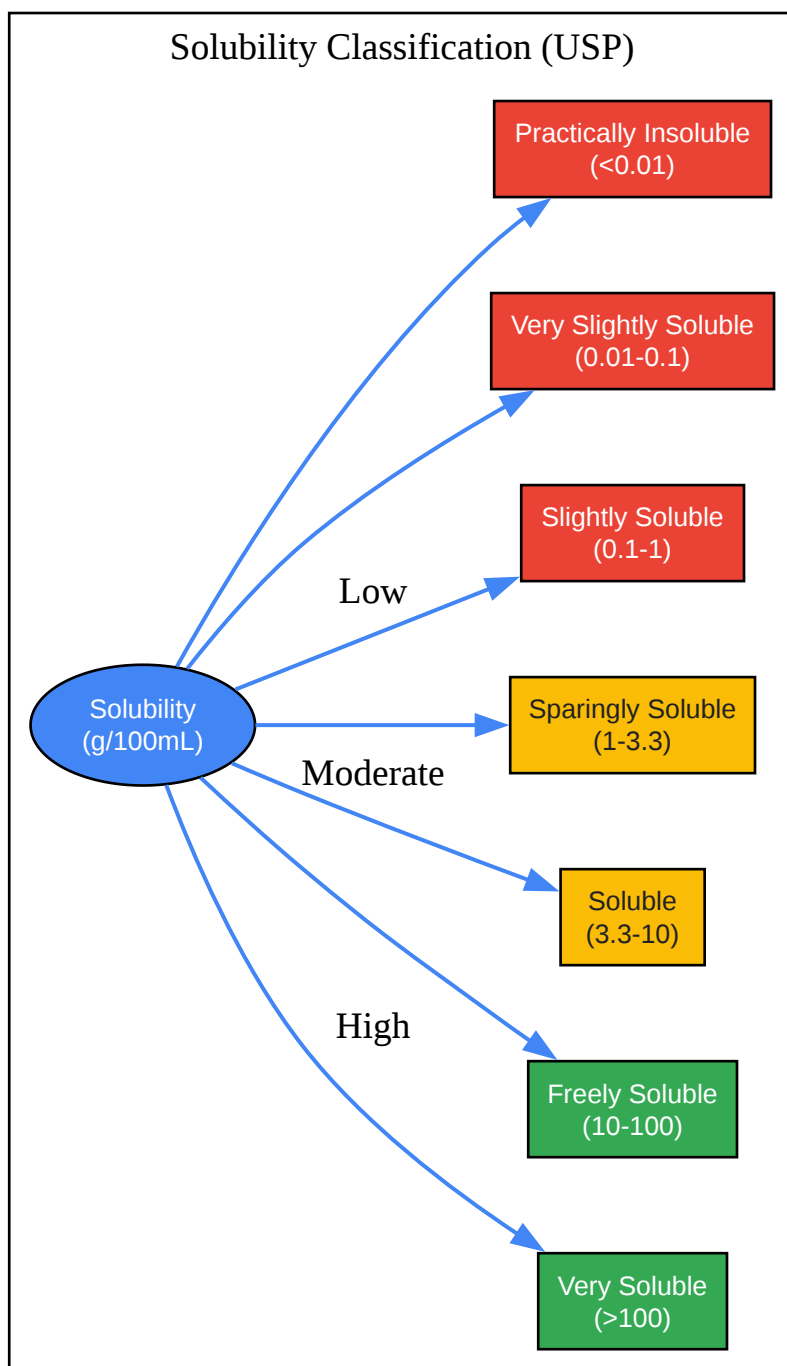 Solubility Classification (USP)
Practically Insoluble
(<0.01)
Very Slightly Soluble
(0.01-0.1)
Slightly Soluble
(0.1-1)
Low
Solubility
(g/100mL)
Sparingly Soluble
(1-3.3)
Moderate
Soluble
(3.3-10)
High
Freely Soluble
(10-100)
Very Soluble
(>100)